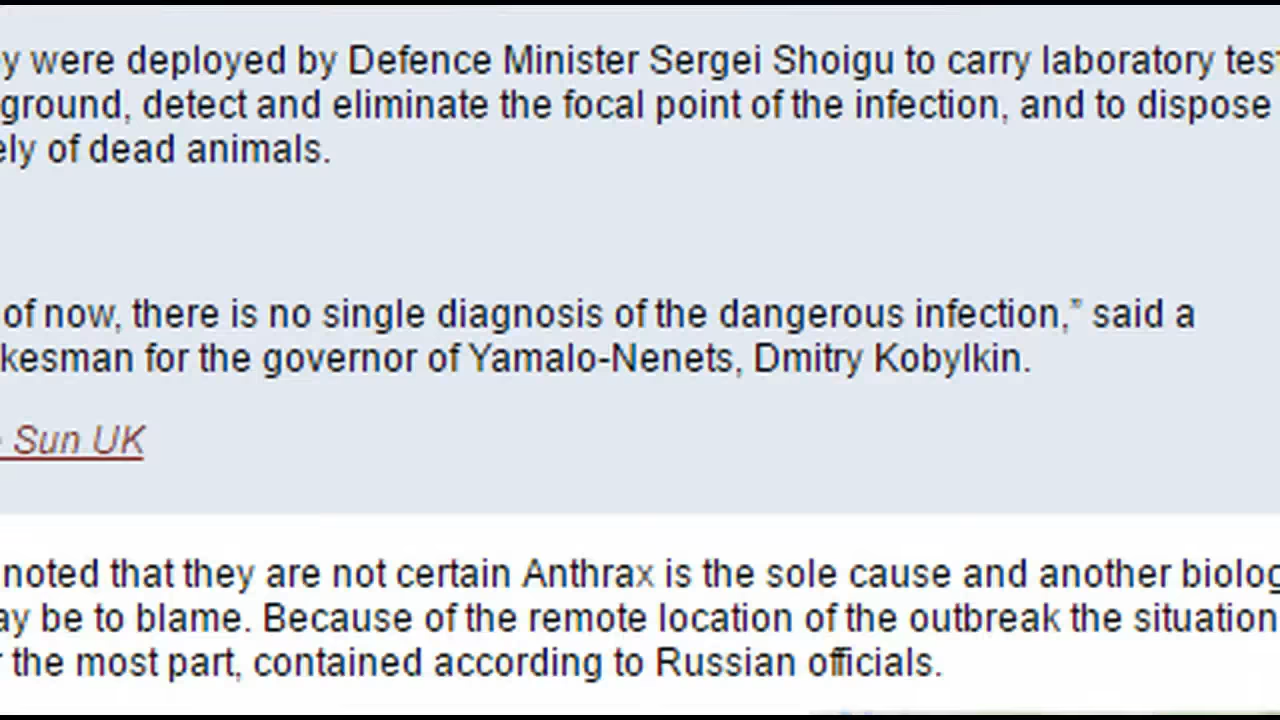 y were deployed by Defence Minister Sergei Shoigu to carry laboratory test
ground, detect and eliminate the focal point of the infection, and to dispose
ely of dead animals.
of now, there is no single diagnosis of the dangerous infection,” said a
kesman for the governor of Yamalo-Nenets, Dmitry Kobylkin.
Sun UK
noted that they are not certain Anthrax is the sole cause and another biolog
ay be to blame. Because of the remote location of the outbreak the situation
r the most part, contained according to Russian officials.